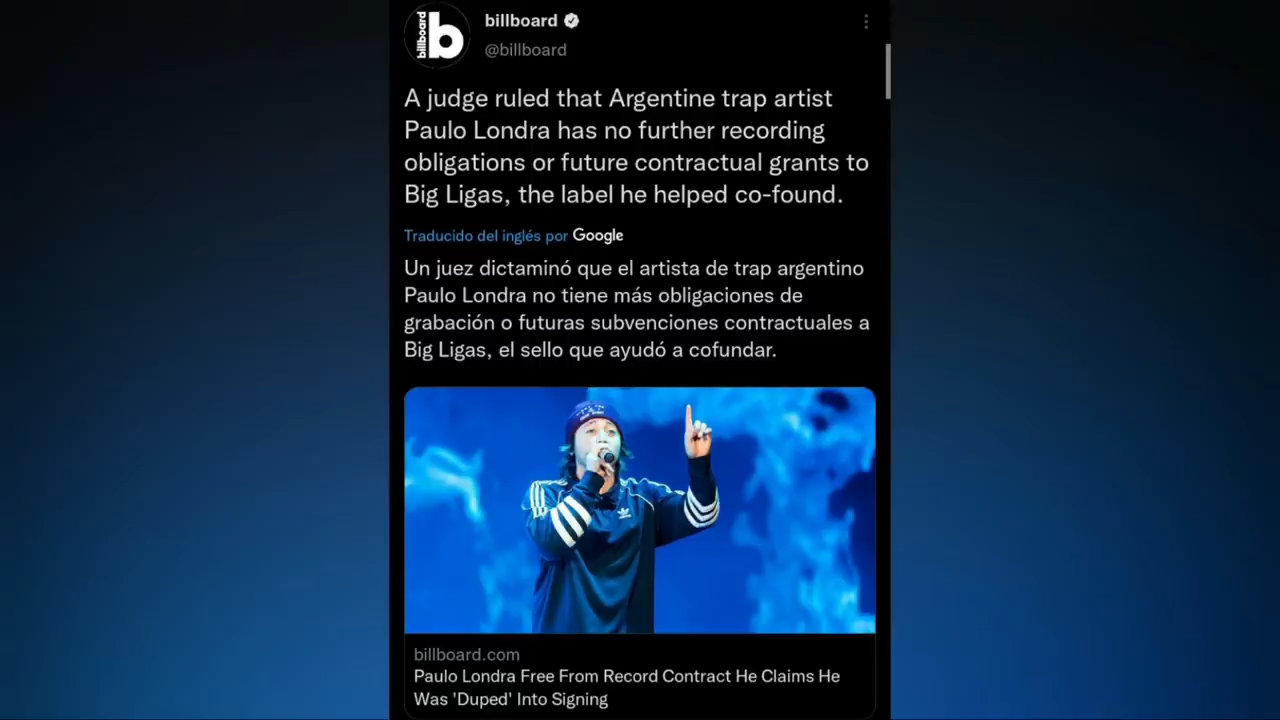 billboard
b
billboard
@billboard
A judge ruled that Argentine trap artist
Paulo Londra has no further recording
obligations or future contractual grants to
Big Ligas, the label he helped co-found.
Traducido del inglés por Google
Un juez dictaminó que el artista de trap argentino
Paulo Londra no tiene más obligaciones de
grabación o futuras subvenciones contractuales a
Big Ligas, el sello que ayudó a cofundar.
adidas
billboard.com
Paulo Londra Free From Record Contract He Claims He
Was 'Duped' Into Signing